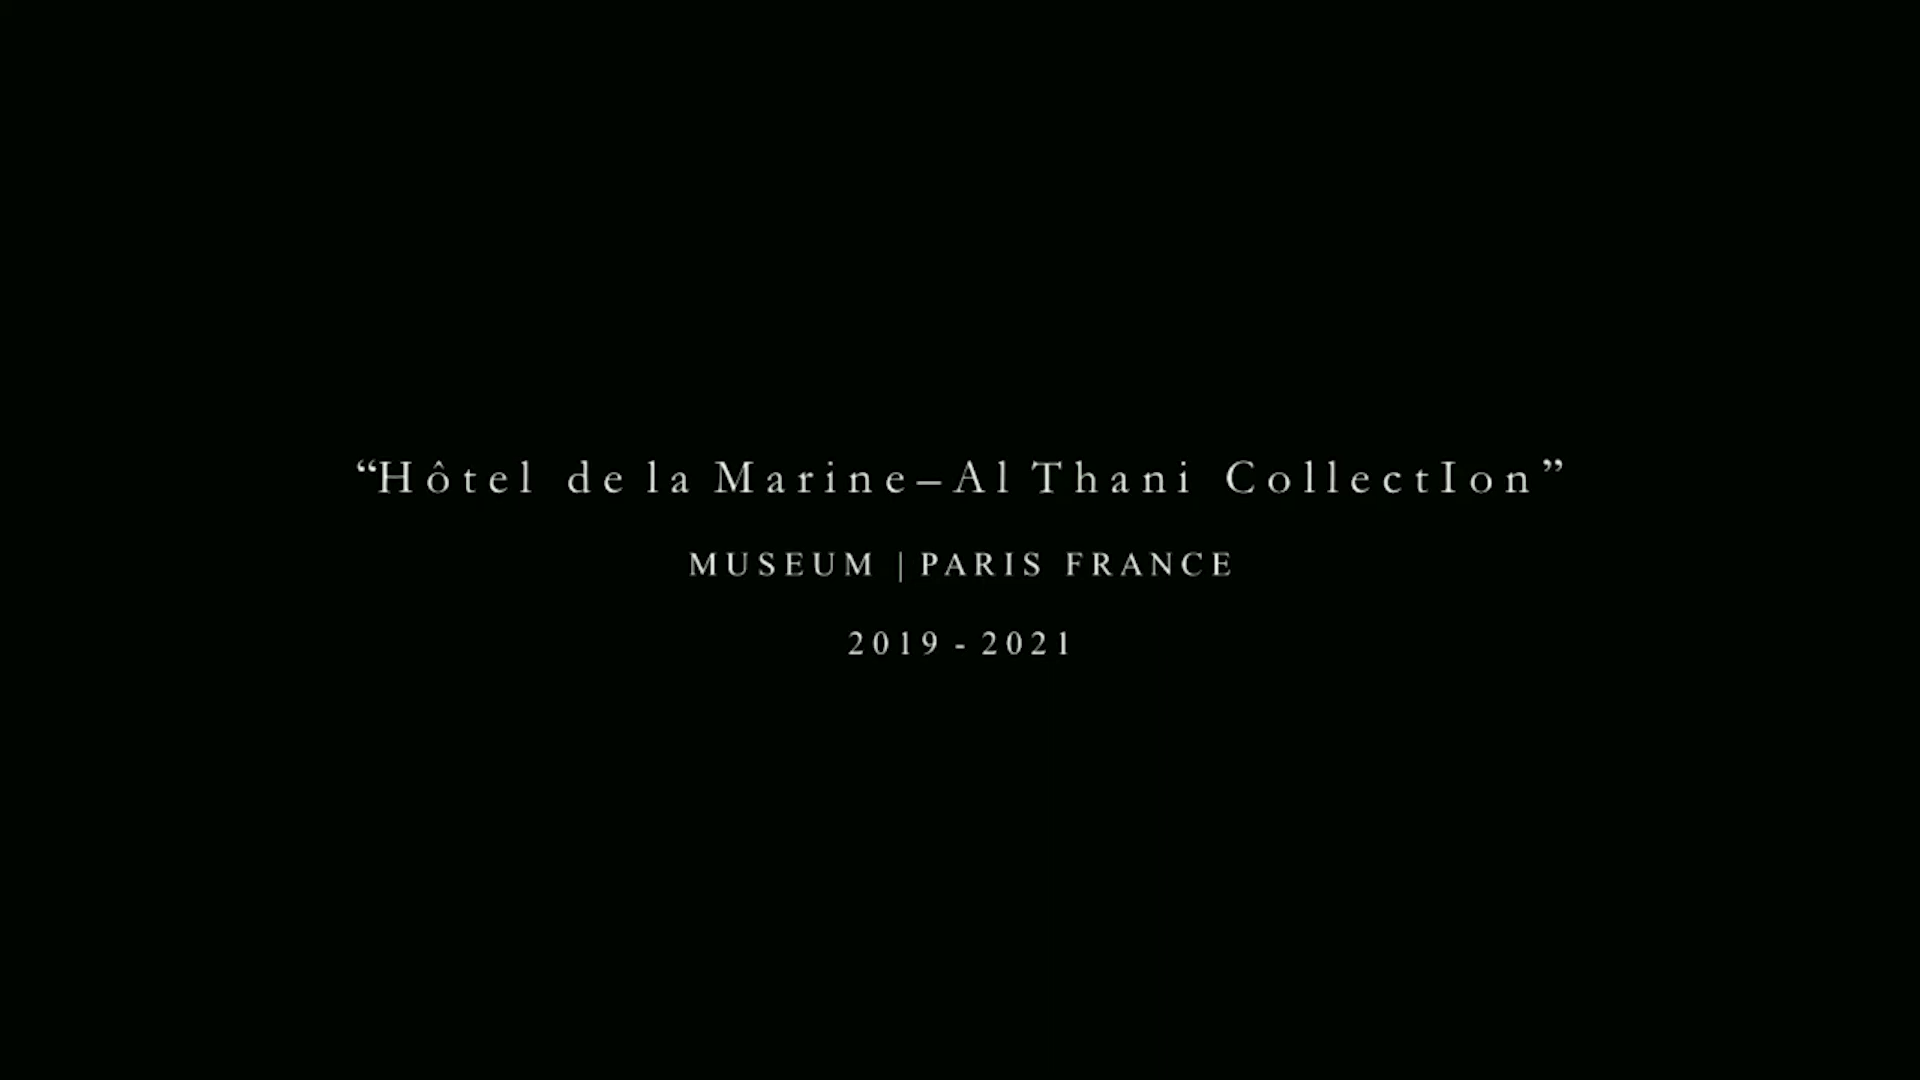 “Hôtel de la Marine–Al Thani CollectIon”
MUSEUM | PARIS FRANCE
2019 - 2021